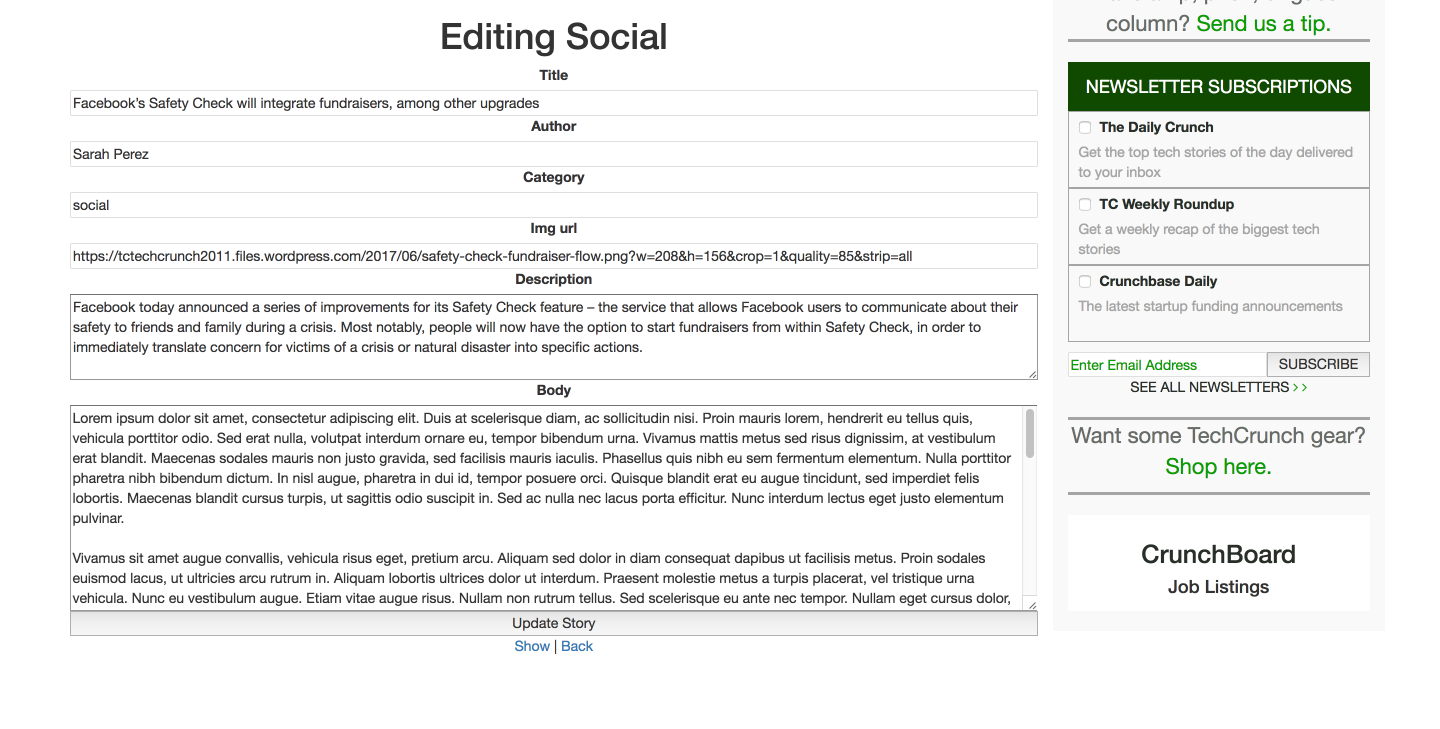 Editing Social
Title
Facebook’s Safety Check will integrate fundraisers, among other upgrades
Author
Sarah Perez
Category
social
Img url
https://tctechcrunch2011.files.wordpress.com/2017/06/safety-check-fundraiser-flow.png?w=208&h=156&crop=1&quality=85&strip=all
Description
Facebook today announced a series of improvements for its Safety Check feature – the service that allows Facebook users to communicate about their
safety to friends and family during a crisis. Most notably, people will now have the option to start fundraisers from within Safety Check, in order to
immediately translate concern for victims of a crisis or natural disaster into specific actions.
Body
Lorem ipsum dolor sit amet, consectetur adipiscing elit. Duis at scelerisque diam, ac sollicitudin nisi. Proin mauris lorem, hendrerit eu tellus quis,
vehicula porttitor odio. Sed erat nulla, volutpat interdum ornare eu, tempor bibendum urna. Vivamus mattis metus sed risus dignissim, at vestibulum
erat blandit. Maecenas sodales mauris non justo gravida, sed facilisis mauris iaculis. Phasellus quis nibh eu sem fermentum elementum. Nulla porttitor
pharetra nibh bibendum dictum. In nisl augue, pharetra in dui id, tempor posuere orci. Quisque blandit erat eu augue tincidunt, sed imperdiet felis
lobortis. Maecenas blandit cursus turpis, ut sagittis odio suscipit in. Sed ac nulla nec lacus porta efficitur. Nunc interdum lectus eget justo elementum
pulvinar.
Vivamus sit amet augue convallis, vehicula risus eget, pretium arcu. Aliquam sed dolor in diam consequat dapibus ut facilisis metus. Proin sodales
euismod lacus, ut ultricies arcu rutrum in. Aliquam lobortis ultrices dolor ut interdum. Praesent molestie metus a turpis placerat, vel tristique urna
vehicula. Nunc eu vestibulum augue. Etiam vitae augue risus. Nullam non rutrum tellus. Sed scelerisque eu ante nec tempor. Nullam eget cursus dolor,
Update Story
Show | Back
column? Send us a tip.
NEWSLETTER SUBSCRIPTIONS
The Daily Crunch
Get the top tech stories of the day delivered
to your inbox
TC Weekly Roundup
Get a weekly recap of the biggest tech
stories
Crunchbase Daily
The latest startup funding announcements
Enter Email Address SUBSCRIBE
SEE ALL NEWSLETTERS >>
Want some TechCrunch gear?
Shop here.
CrunchBoard
Job Listings